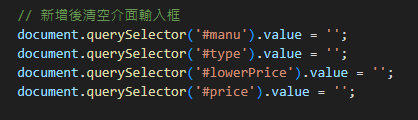 // 新增後清空介面輸入框
document.querySelector('#manu').value = '';
document.querySelector('#type').value = '';
document.querySelector('#lowerPrice').value = '';
document.querySelector('#price').value = '';